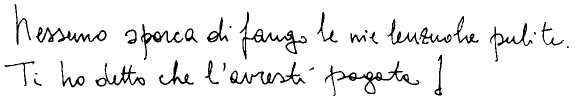 Nessuno sporca di fango le mie lenzuola pulite.
Ti ho detto che l'avresti pagata!